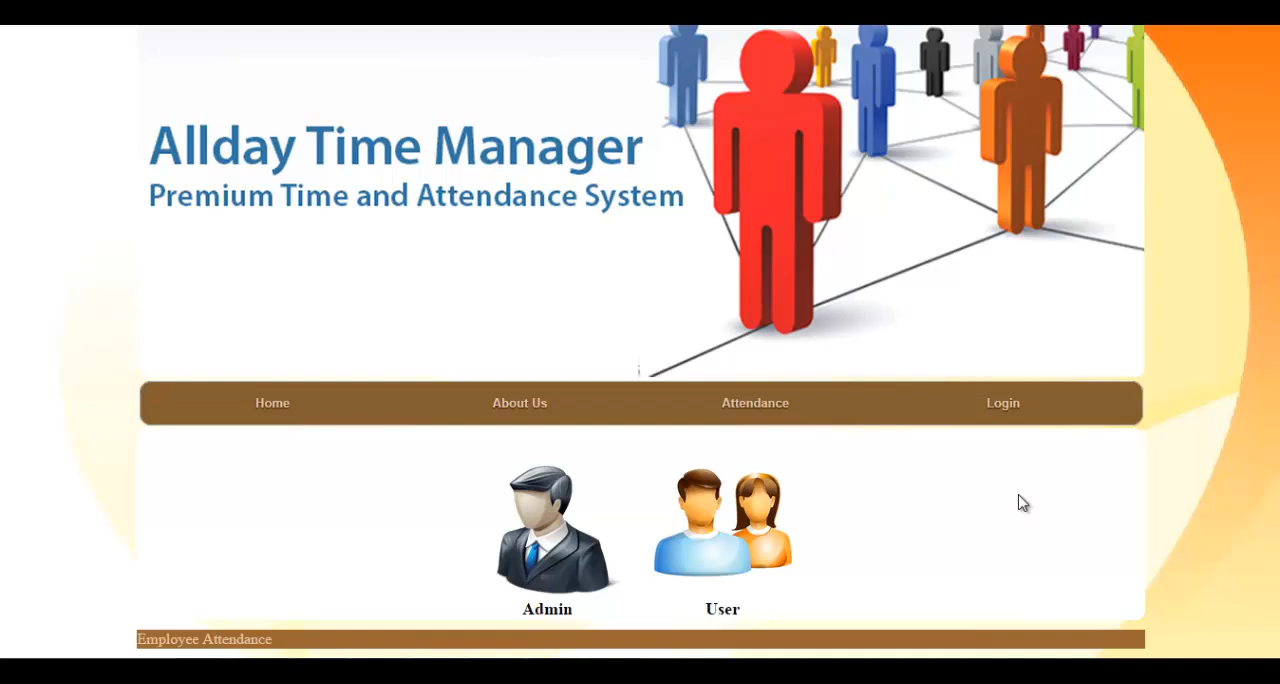 Allday Time Manager
Premium Time and Attendance System
Home About Us Attendance Login
Admin User
Employee Attendance